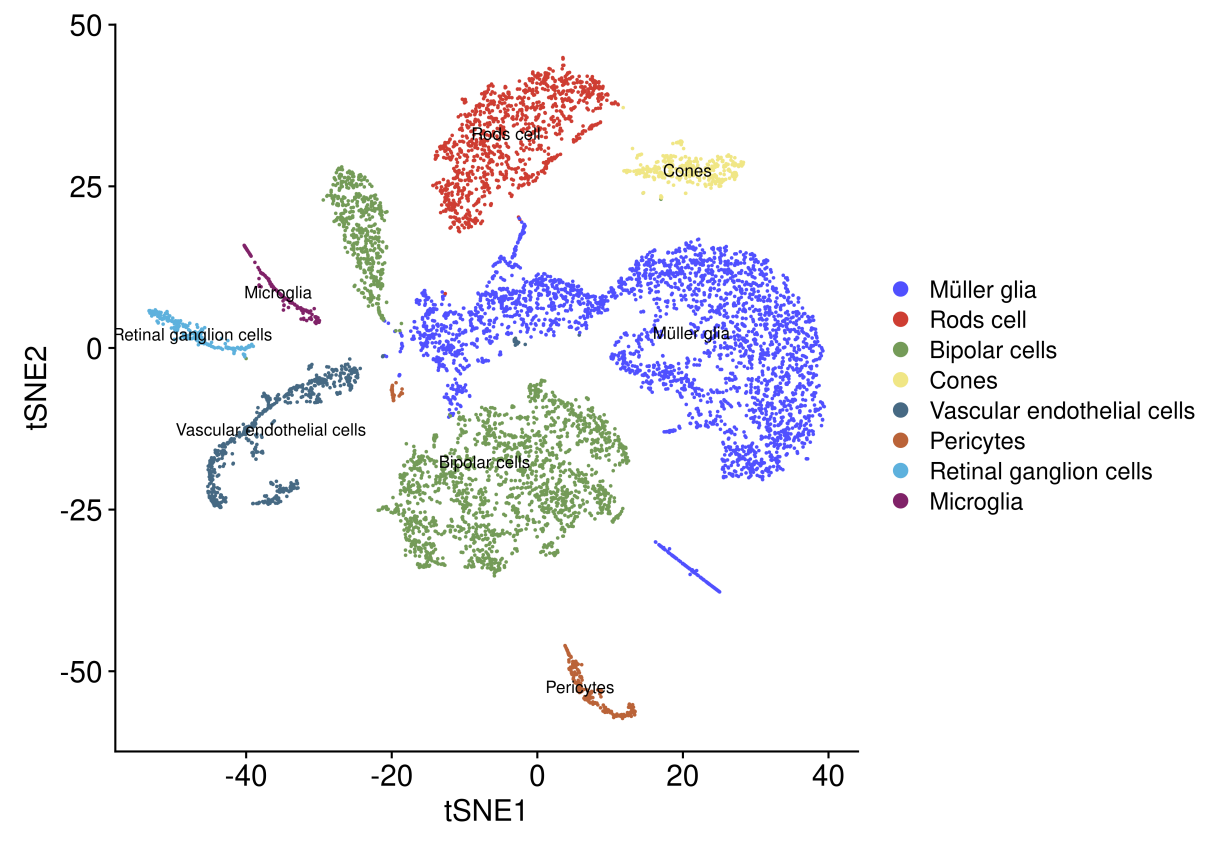 50
25
0
-25
-50
tSNE2
Rods cell
Cones
Microglia
Retinal ganglion cells
Müller glia
Vascular endothelial cells
Bipolar cells
Pericytes
-40
-20
0
20
40
tSNE1
Müller glia
Rods cell
Bipolar cells
Cones
Vascular endothelial cells
Pericytes
Retinal ganglion cells
Microglia